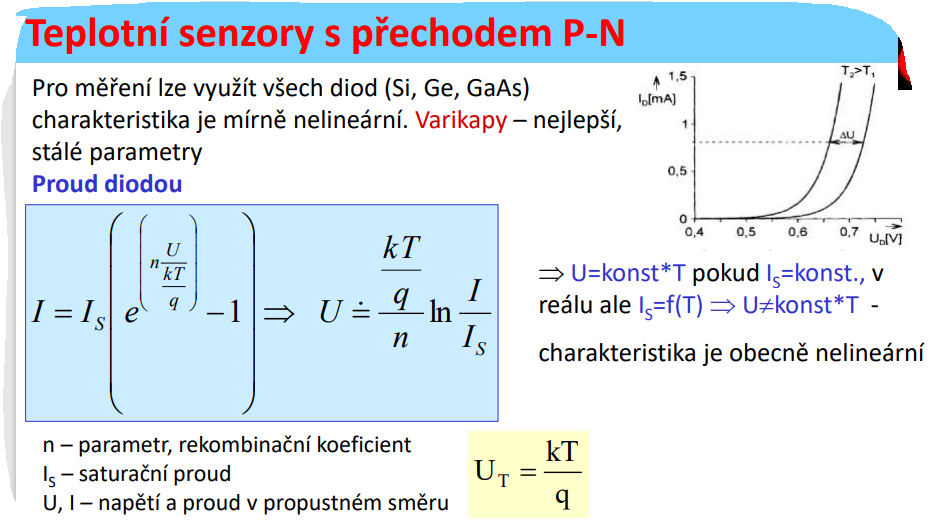 Teplotní senzory s přechodem P-N
Pro měření lze využít všech diod (Si, Ge, GaAs)
charakteristika je mírně nelineární. Varikapy – nejlepší,
stálé parametry
Proud diodou
I = I_S ( e^( n U / (kT/q) ) − 1 ) ⇒ U ≐ (kT/q)/n ln I/I_S
n – parametr, rekombinační koeficient
I_S – saturační proud
U, I – napětí a proud v propustném směru
U_T = kT/q
T₂>T₁
I_D[mA]
1,5
1
0,5
0
ΔU
0,4 0,5 0,6 0,7 U_D[V]
⇒ U=konst*T pokud I_S=konst., v
reálu ale I_S=f(T) ⇒ U≠konst*T -
charakteristika je obecně nelineární